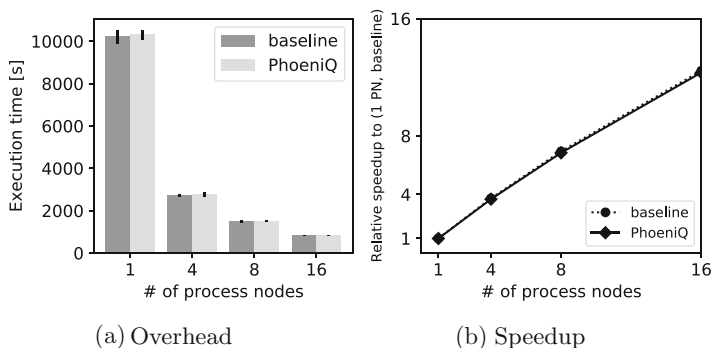 Execution time [s]
10000
8000
6000
4000
2000
0
baseline
PhoeniQ
1 4 8 16
# of process nodes
(a) Overhead
Relative speedup to (1 PN, baseline)
16
8
4
1
baseline
PhoeniQ
1 4 8 16
# of process nodes
(b) Speedup